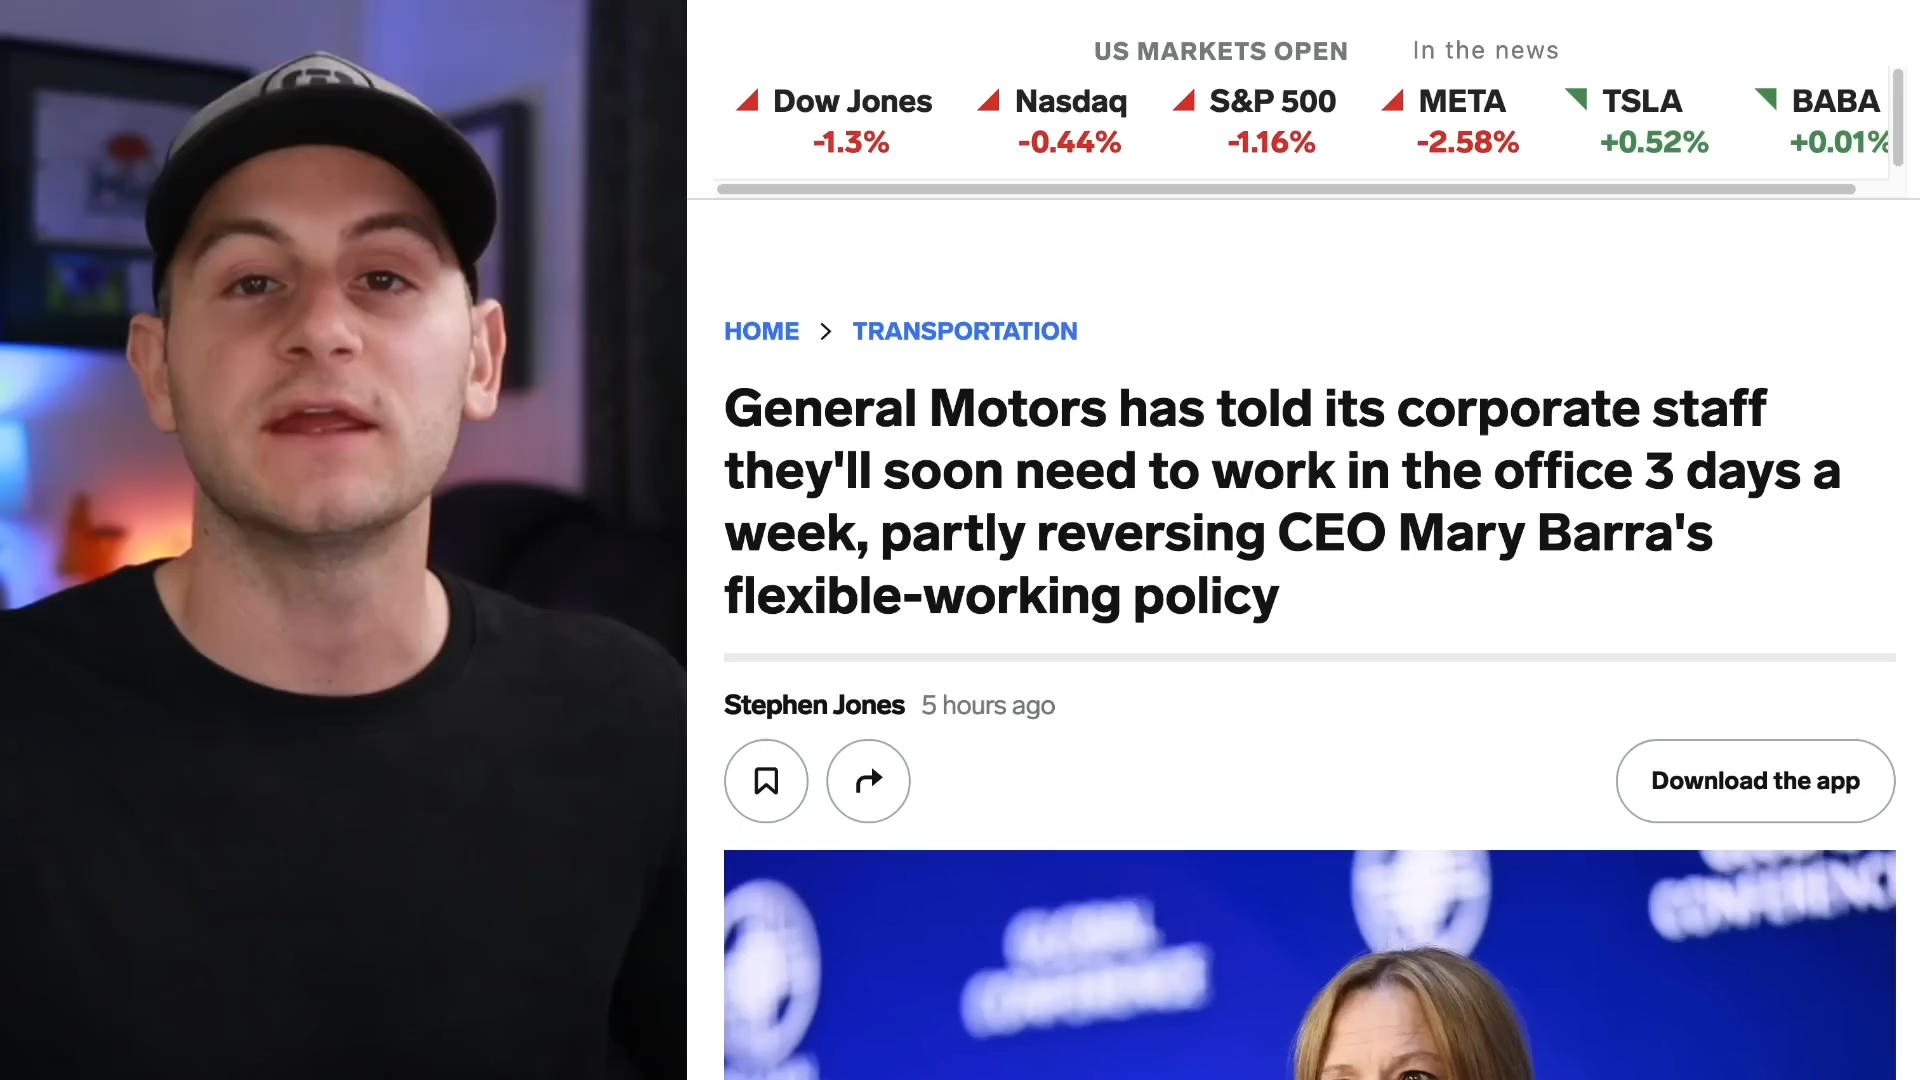 US MARKETS OPEN In the news
Dow Jones Nasdaq S&P 500 META TSLA BABA
-1.3% -0.44% -1.16% -2.58% +0.52% +0.01%
HOME > TRANSPORTATION
General Motors has told its corporate staff
they'll soon need to work in the office 3 days a
week, partly reversing CEO Mary Barra's
flexible-working policy
Stephen Jones 5 hours ago
Download the app
GLOBAL
CONFERENCE
CONFERENCE